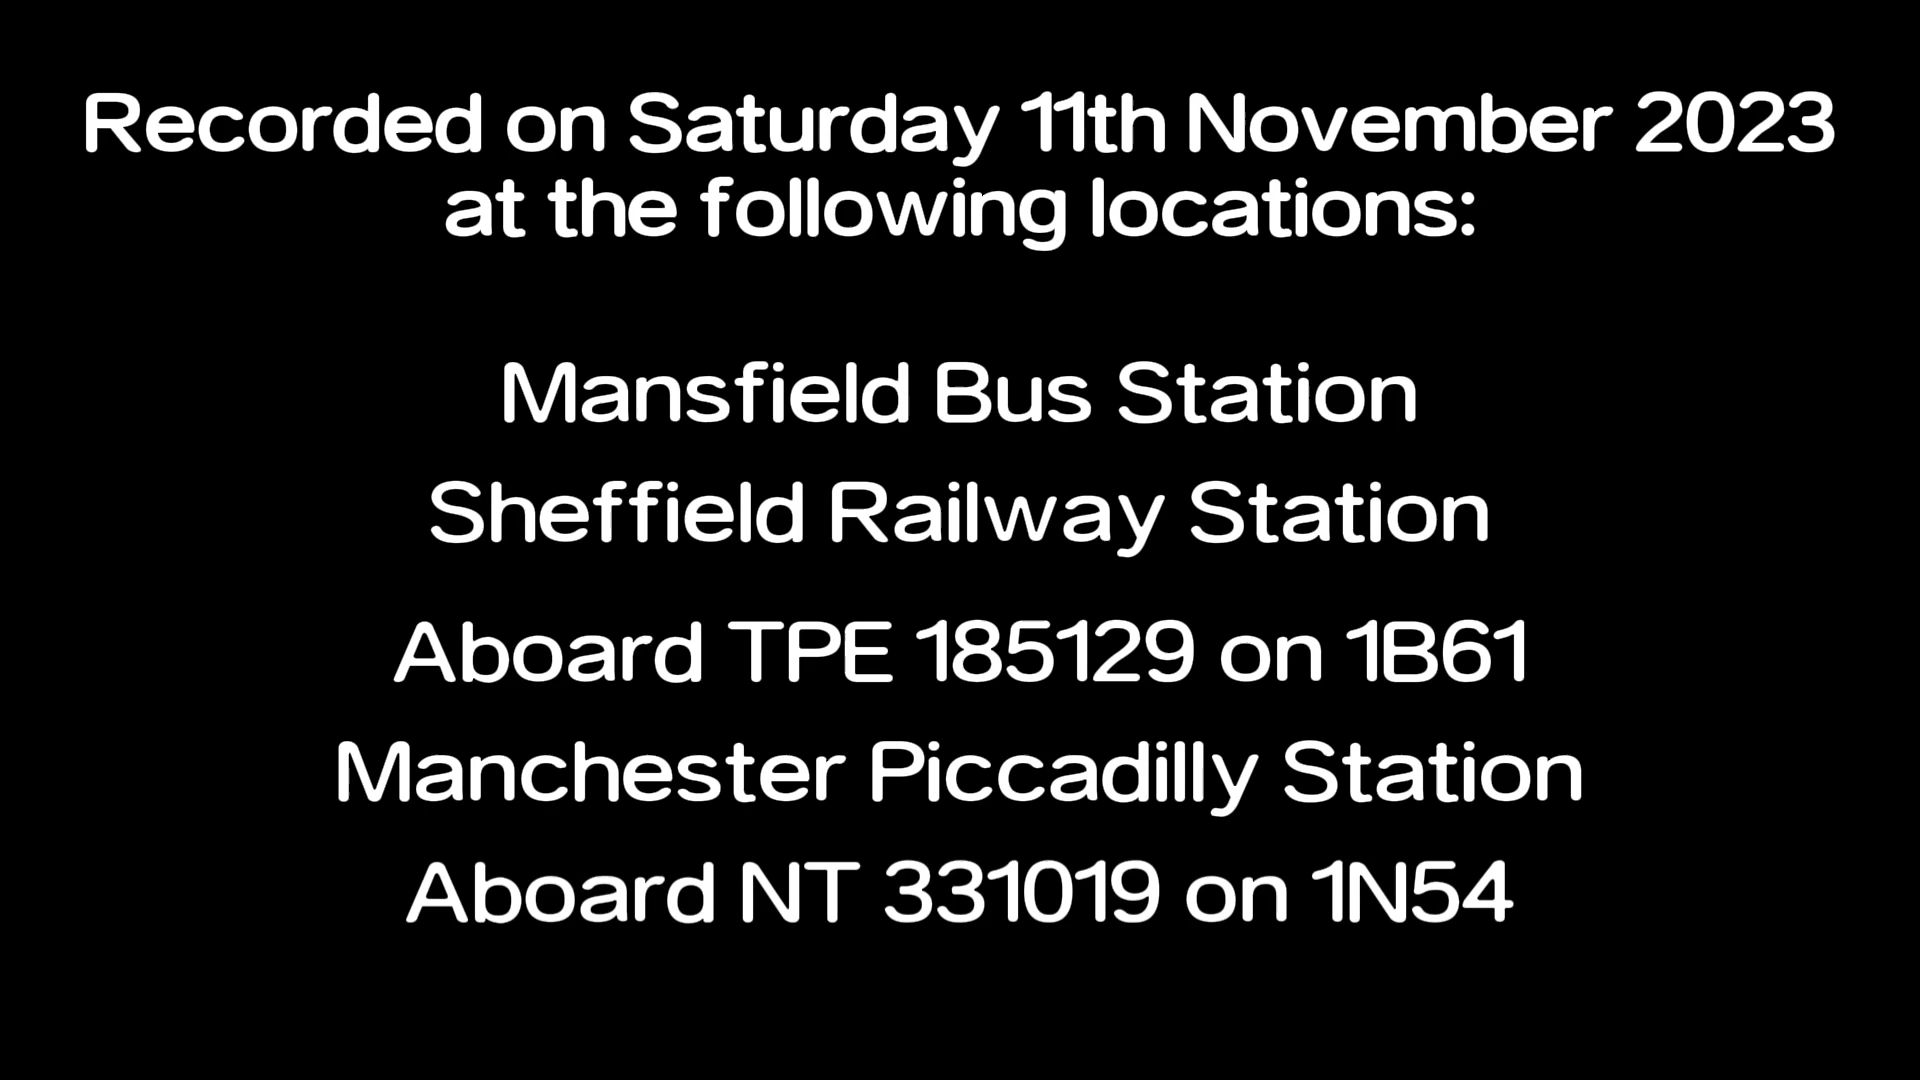 Recorded on Saturday 11th November 2023
at the following locations:
Mansfield Bus Station
Sheffield Railway Station
Aboard TPE 185129 on 1B61
Manchester Piccadilly Station
Aboard NT 331019 on 1N54